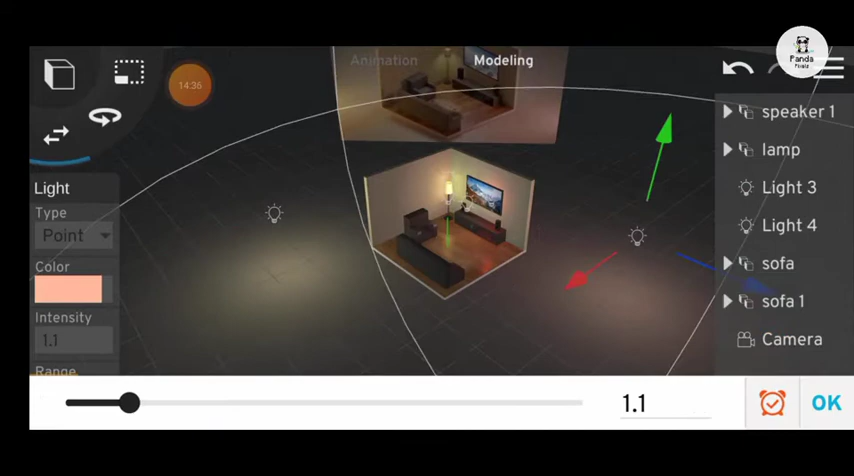 Animation
Modeling
Panda
14:36
speaker 1
lamp
Light 3
Light 4
sofa
sofa 1
Camera
Light
Type
Point
Color
Intensity
1.1
Range
1.1
OK